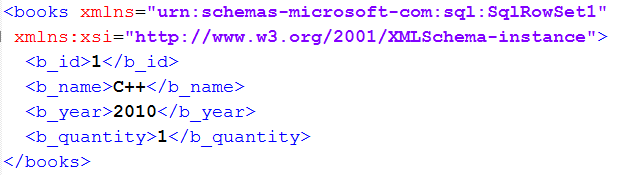 <books xmlns="urn:schemas-microsoft-com:sql:SqlRowSet1"
xmlns:xsi="http://www.w3.org/2001/XMLSchema-instance">
<b_id>1</b_id>
<b_name>C++</b_name>
<b_year>2010</b_year>
<b_quantity>1</b_quantity>
</books>